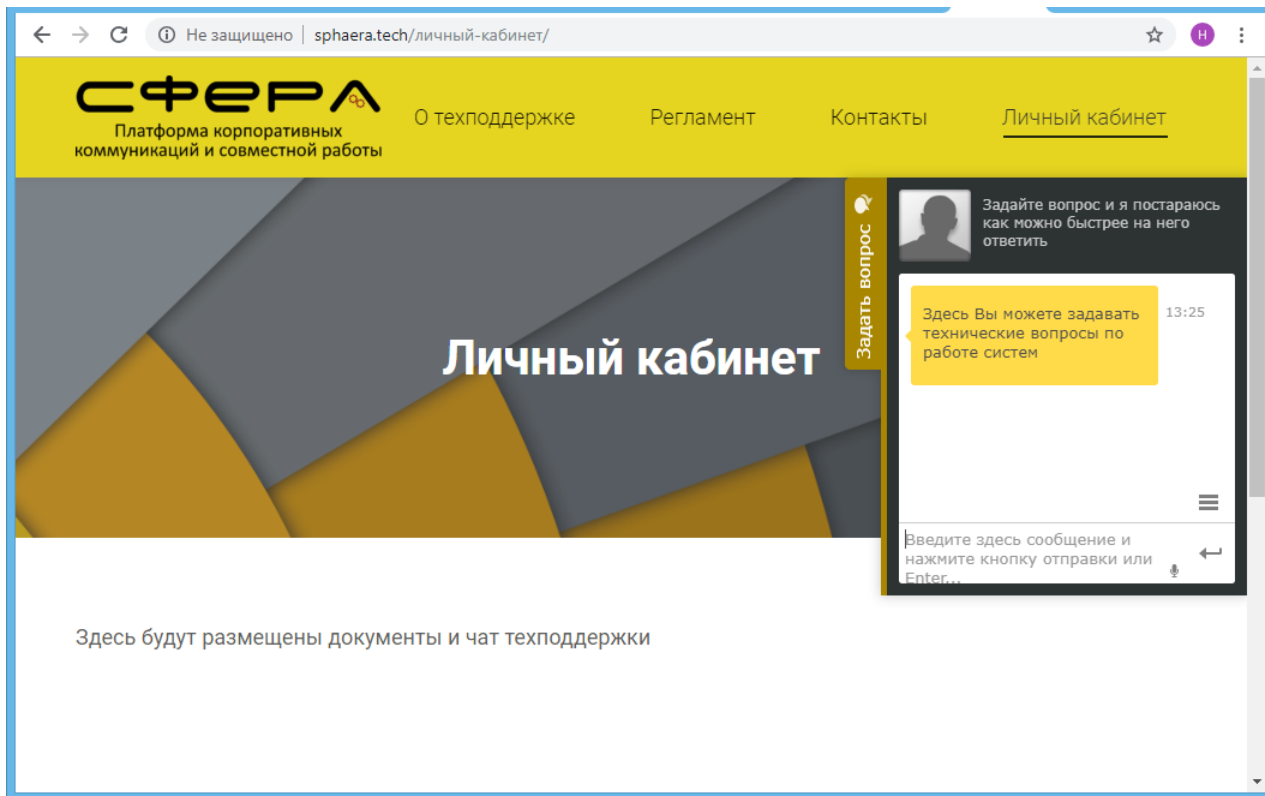 Не защищено | sphaera.tech/личный-кабинет/
Н
СФЕРА
Платформа корпоративных
коммуникаций и совместной работы
О техподдержке
Регламент
Контакты
Личный кабинет
Личный кабинет
Задать вопрос
Задайте вопрос и я постараюсь
как можно быстрее на него
ответить
Здесь Вы можете задавать
технические вопросы по
работе систем
13:25
Введите здесь сообщение и
нажмите кнопку отправки или
Enter...
Здесь будут размещены документы и чат техподдержки